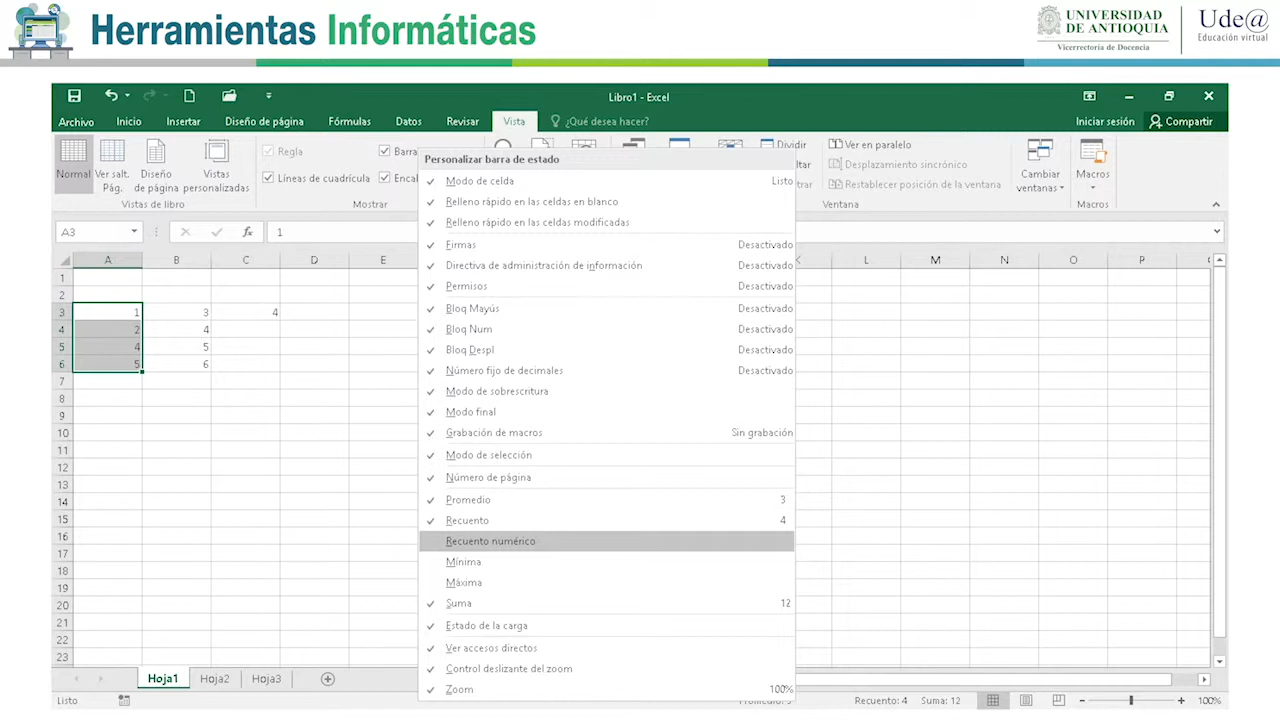 Herramientas Informáticas
UNIVERSIDAD
DE ANTIOQUIA
Vicerrectoría de Docencia
Ude@
Educación virtual
Libro1 - Excel
Archivo Inicio Insertar Diseño de página Fórmulas Datos Revisar Vista ¿Qué desea hacer? Iniciar sesión Compartir
Normal Ver salt. Pág. Diseño de página Vistas personalizadas
Vistas de libro
Regla Barra
Líneas de cuadrícula Encal
Mostrar
Dividir
Ver en paralelo
Desplazamiento sincrónico
Restablecer posición de la ventana
Ventana
Cambiar ventanas
Macros
Macros
A3 fx 1
A B C D E K L M N O P
1
2
3 1 3 4
4 2 4
5 4 5
6 5 6
7
8
9
10
11
12
13
14
15
16
17
18
19
20
21
22
23
Personalizar barra de estado
Modo de celda Listo
Relleno rápido en las celdas en blanco
Relleno rápido en las celdas modificadas
Firmas Desactivado
Directiva de administración de información Desactivado
Permisos Desactivado
Bloq Mayús Desactivado
Bloq Num Desactivado
Bloq Despl Desactivado
Número fijo de decimales Desactivado
Modo de sobrescritura
Modo final
Grabación de macros Sin grabación
Modo de selección
Número de página
Promedio 3
Recuento 4
Recuento numérico
Mínima
Máxima
Suma 12
Estado de la carga
Ver accesos directos
Control deslizante del zoom
Zoom 100%
Hoja1 Hoja2 Hoja3
Listo Recuento: 4 Suma: 12 100%